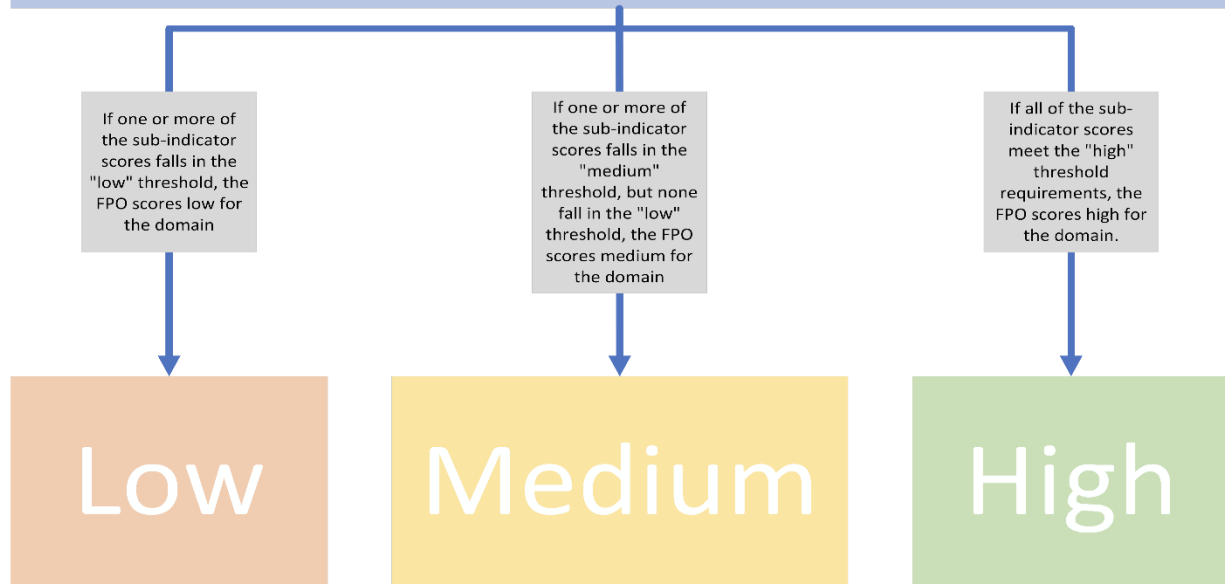 If one or more of
the sub-indicator
scores falls in the
"low" threshold, the
FPO scores low for
the domain
If one or more of
the sub-indicator
scores falls in the
"medium"
threshold, but none
fall in the "low"
threshold, the FPO
scores medium for
the domain
If all of the sub-
indicator scores
meet the "high"
threshold
requirements, the
FPO scores high for
the domain.
Low
Medium
High